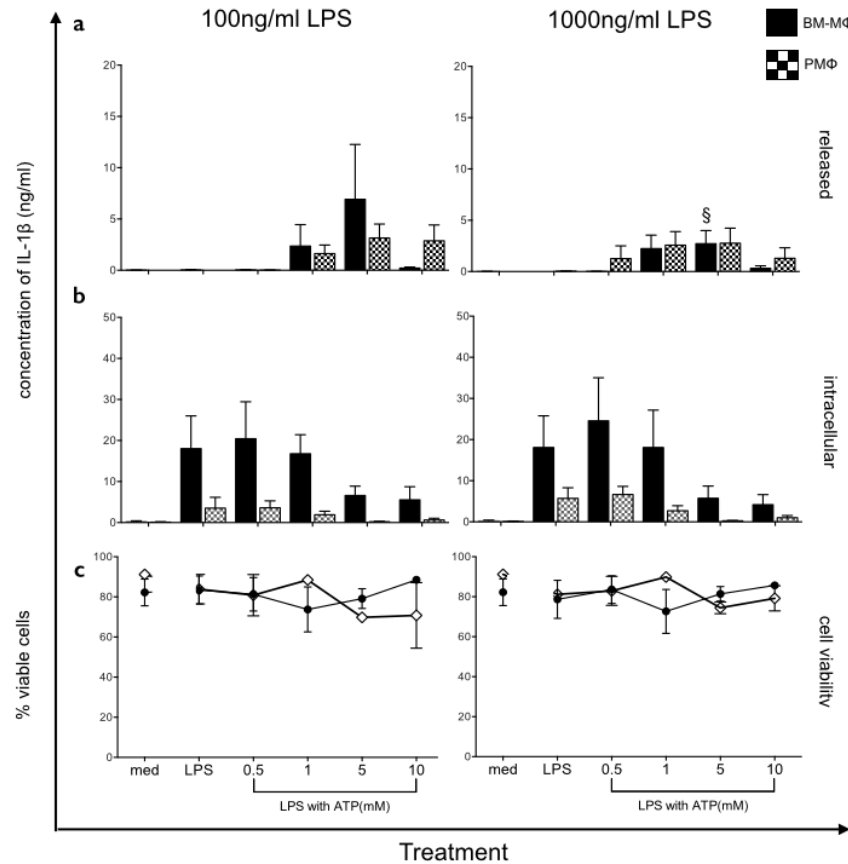 a
100ng/ml LPS
1000ng/ml LPS
BM-MΦ
PMΦ
20
15
10
5
0
20
15
10
5
0
§
released
concentration of IL-1β (ng/ml)
b
50
40
30
20
10
0
50
40
30
20
10
0
intracellular
c
100
80
60
40
20
0
100
80
60
40
20
0
% viable cells
cell viability
med LPS 0.5 1 5 10
med LPS 0.5 1 5 10
LPS with ATP(mM)
LPS with ATP(mM)
Treatment